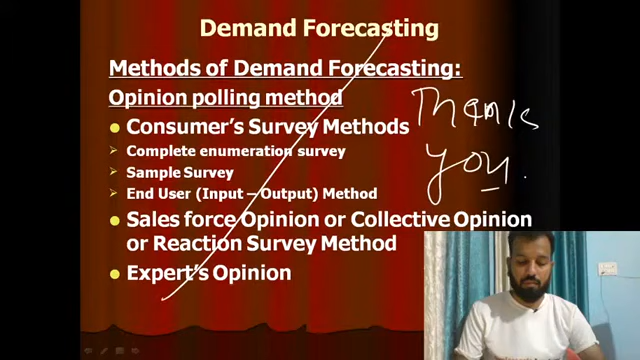 Demand Forecasting
Methods of Demand Forecasting:
Opinion polling method
Consumer's Survey Methods
Complete enumeration survey
Sample Survey
End User (Input – Output) Method
Sales force Opinion or Collective Opinion
or Reaction Survey Method
Expert's Opinion
Thank
you.